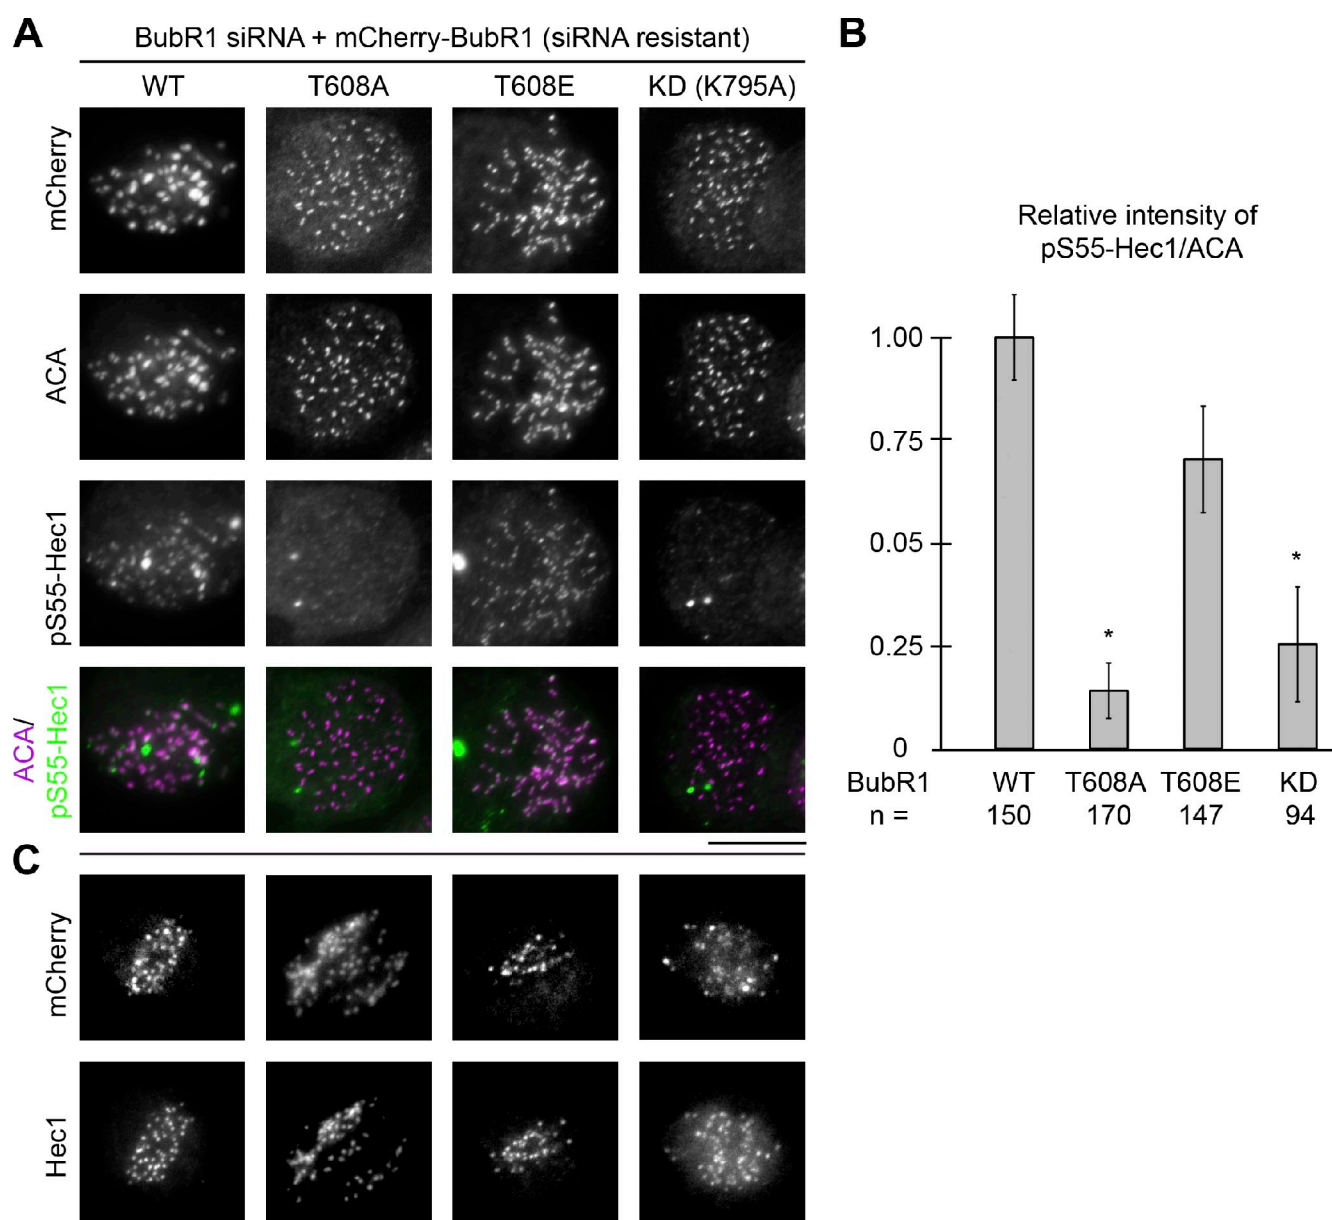 A
BubR1 siRNA + mCherry-BubR1 (siRNA resistant)
WT T608A T608E KD (K795A)
mCherry
ACA
pS55-Hec1
ACA/
pS55-Hec1
B
Relative intensity of
pS55-Hec1/ACA
1.00
0.75
0.05
0.25
0
*
*
BubR1 WT T608A T608E KD
n = 150 170 147 94
C
mCherry
Hec1